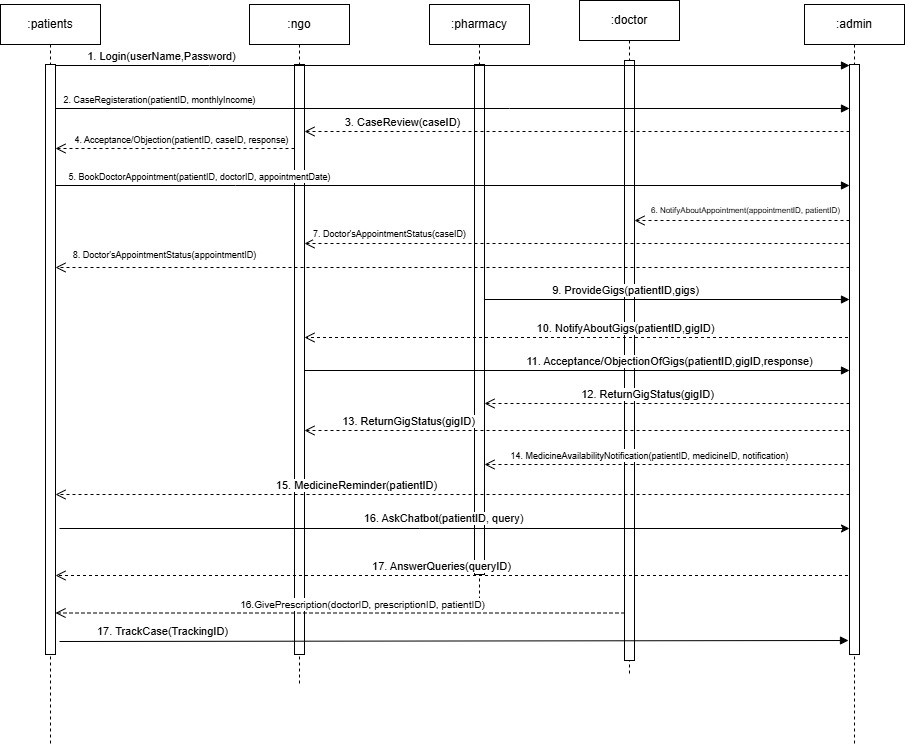 :patients
:ngo
:pharmacy
:doctor
:admin
1. Login(userName,Password)
2. CaseRegisteration(patientID, monthlyIncome)
3. CaseReview(caseID)
4. Acceptance/Objection(patientID, caseID, response)
5. BookDoctorAppointment(patientID, doctorID, appointmentDate)
6. NotifyAboutAppointment(appointmentID, patientID)
7. Doctor'sAppointmentStatus(caseID)
8. Doctor'sAppointmentStatus(appointmentID)
9. ProvideGigs(patientID,gigs)
10. NotifyAboutGigs(patientID,gigID)
11. Acceptance/ObjectionOfGigs(patientID,gigID,response)
12. ReturnGigStatus(gigID)
13. ReturnGigStatus(gigID)
14. MedicineAvailabilityNotification(patientID, medicineID, notification)
15. MedicineReminder(patientID)
16. AskChatbot(patientID, query)
17. AnswerQueries(queryID)
16.GivePrescription(doctorID, prescriptionID, patientID)
17. TrackCase(TrackingID)